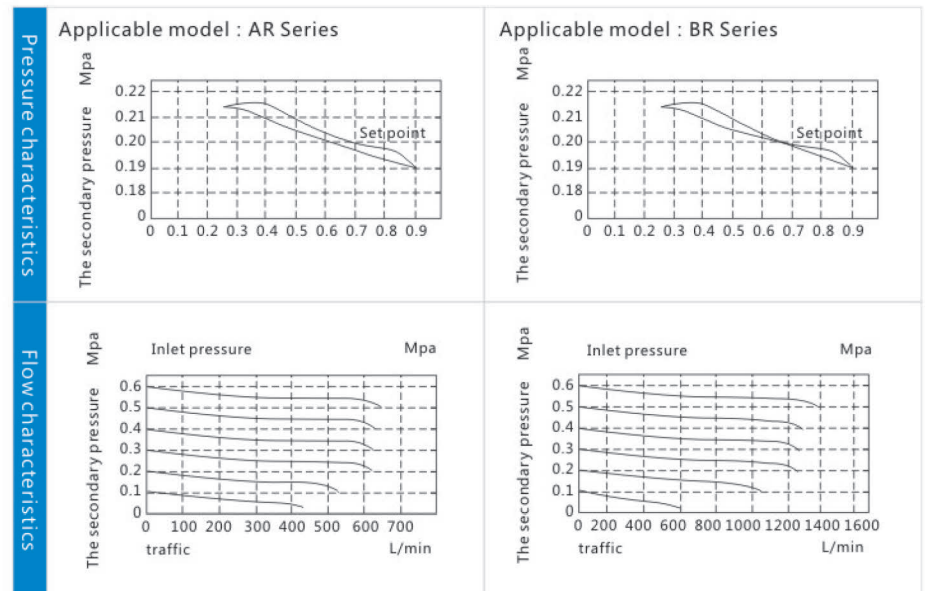 Pressure characteristics
Applicable model : AR Series
The secondary pressure Mpa
0.22
0.21
0.20
0.19
0.18
0
Set point
0 0.1 0.2 0.3 0.4 0.5 0.6 0.7 0.8 0.9
Applicable model : BR Series
The secondary pressure Mpa
0.22
0.21
0.20
0.19
0.18
0
Set point
0 0.1 0.2 0.3 0.4 0.5 0.6 0.7 0.8 0.9
Flow characteristics
The secondary pressure Mpa
Inlet pressure Mpa
0.6
0.5
0.4
0.3
0.2
0.1
0
0 100 200 300 400 500 600 700
traffic L/min
The secondary pressure Mpa
Inlet pressure Mpa
0.6
0.5
0.4
0.3
0.2
0.1
0
0 200 400 600 800 1000 1200 1400 1600
traffic L/min